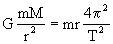 G mM/r² = mr 4π²/T²